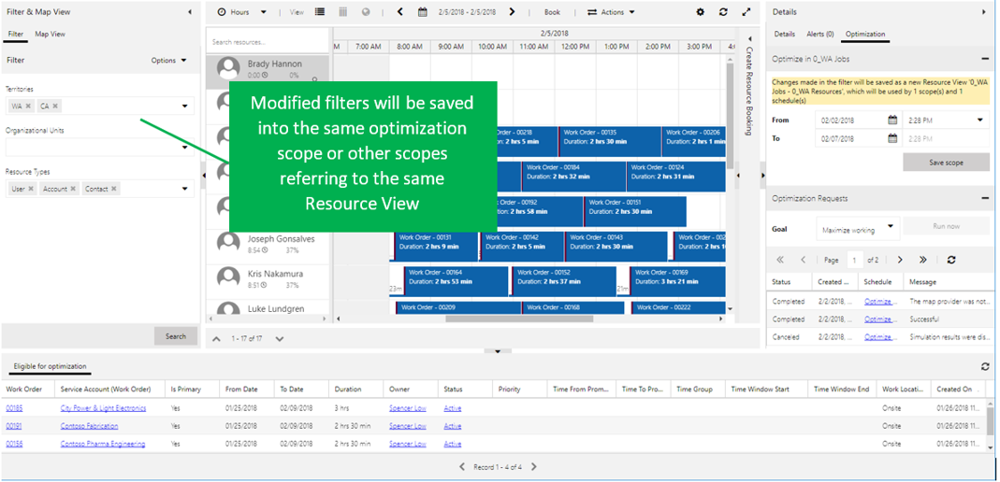 Filter & Map View
Filter Map View
Filter Options
Territories
WA CA
Organizational Units
Resource Types
User Account Contact
Search
Hours View 2/5/2018 - 2/5/2018 Book Actions
Search resources...
2/5/2018
M 7:00 AM 8:00 AM 9:00 AM 10:00 AM 11:00 AM 12:00 PM 1:00 PM 2:00 PM 3:00 PM 4:
Brady Hannon
0:00 0%
Modified filters will be saved
into the same optimization
scope or other scopes
referring to the same
Resource View
rder - 00218 Work Order - 00135 Work Order - 00206
n: 2 hrs 5 min Duration: 2 hrs 30 min Duration: 2 hrs 1 min
Work Order - 00184 Work Order - 00124
Duration: 2 hrs 32 min Duration: 2 hrs 31 min
rder - 00192 Work Order - 00151
on: 2 hrs 58 min Duration: 2 hrs 30 min
Joseph Gonsalves
8:54 37%
Work Order - 00131 Work Order - 00142 Work Order - 00143 Work Order - 002
Duration: 2 hrs 9 min Duration: 2 hrs 5 min Duration: 2 hrs 30 min Duration: 2 hrs 1
Kris Nakamura
8:51 37%
Work Order - 00164 Work Order - 00152 Work Order - 00169
23m Duration: 2 hrs 53 min Duration: 2 hrs 37 min 21m Duration: 3 hrs 21 min
Luke Lundgren
Work Order - 00209 Work Order - 00168 Work Order - 00222
1 - 17 of 17
Create Resource Booking
Details
Details Alerts (0) Optimization
Optimize in 0_WA Jobs
Changes made in the filter will be saved as a new Resource View '0_WA
Jobs - 0_WA Resources', which will be used by 1 scope(s) and 1
schedule(s)
From 02/02/2018 2:28 PM
To 02/07/2018 2:28 PM
Save scope
Optimization Requests
Goal Maximize working Run now
Page 1 of 2
Status Created ... Schedule Message
Completed 2/2/2018, ... Optimize ... The map provider was not...
Completed 2/2/2018, ... Optimize ... Successful
Canceled 2/2/2018, ... Optimize ... Simulation results were dis...
Eligible for optimization
Work Order Service Account (Work Order) Is Primary From Date To Date Duration Owner Status Priority Time From Prom... Time To Pro... Time Group Time Window Start Time Window End Work Locati... Created On
00185 City Power & Light Electronics Yes 01/25/2018 02/09/2018 3 hrs Spencer Low Active Onsite 01/26/2018 11...
00191 Contoso Fabrication Yes 01/25/2018 02/09/2018 2 hrs 30 min Spencer Low Active Onsite 01/26/2018 11...
00156 Contoso Pharma Engineering Yes 01/25/2018 02/09/2018 2 hrs 30 min Spencer Low Active Onsite 01/26/2018 11...
Record 1 - 4 of 4